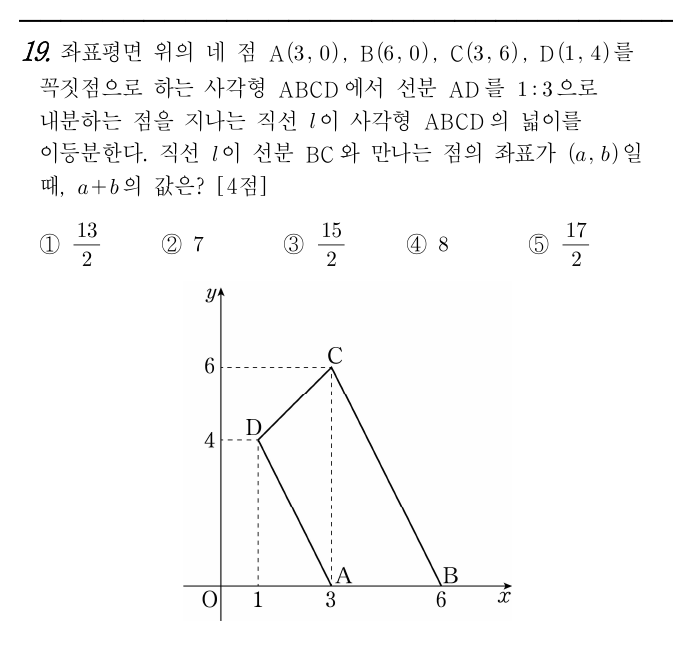 19. 좌표평면 위의 네 점 A(3, 0), B(6, 0), C(3, 6), D(1, 4)를
꼭짓점으로 하는 사각형 ABCD에서 선분 AD를 1:3으로
내분하는 점을 지나는 직선 l이 사각형 ABCD의 넓이를
이등분한다. 직선 l이 선분 BC와 만나는 점의 좌표가 (a, b)일
때, a+b의 값은? [4점]
① 13/2 ② 7 ③ 15/2 ④ 8 ⑤ 17/2
y
6
C
4
D
A
B
O
1
3
6
x